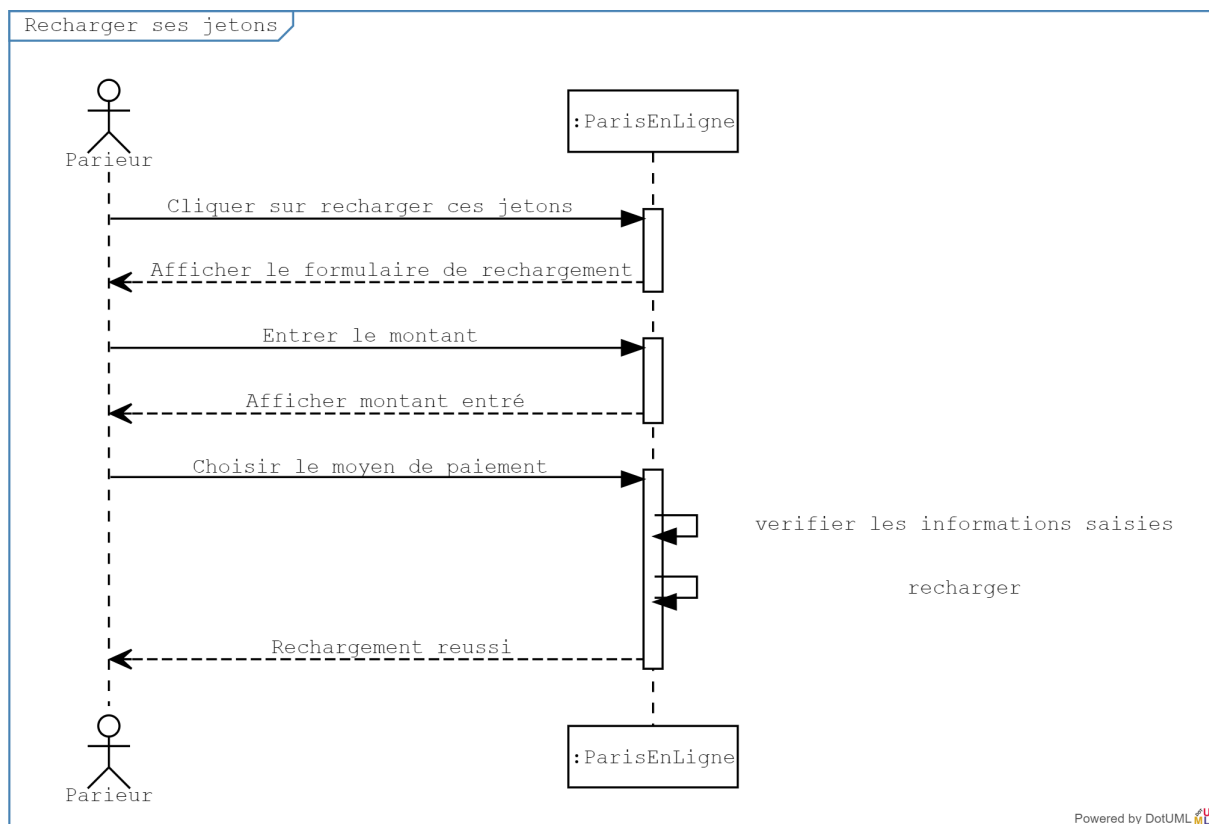 Recharger ses jetons
Parieur
:ParisEnLigne
Cliquer sur recharger ces jetons
Afficher le formulaire de rechargement
Entrer le montant
Afficher montant entré
Choisir le moyen de paiement
verifier les informations saisies
recharger
Rechargement reussi
Parieur
:ParisEnLigne
Powered by DotUML